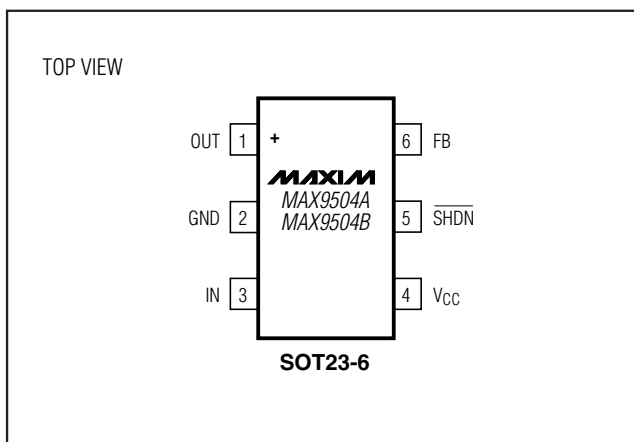 TOP VIEW
OUT 1 + 6 FB
MAXIM
MAX9504A
GND 2 MAX9504B 5 SHDN
IN 3 4 VCC
SOT23-6